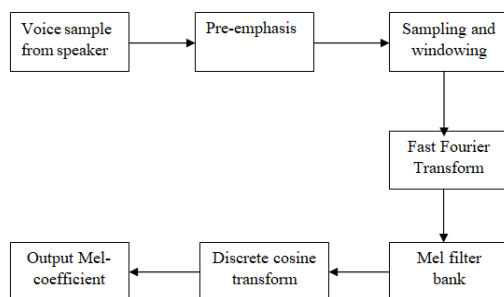 Voice sample
from speaker
Pre-emphasis
Sampling and
windowing
Fast Fourier
Transform
Mel filter
bank
Discrete cosine
transform
Output Mel-
coefficient